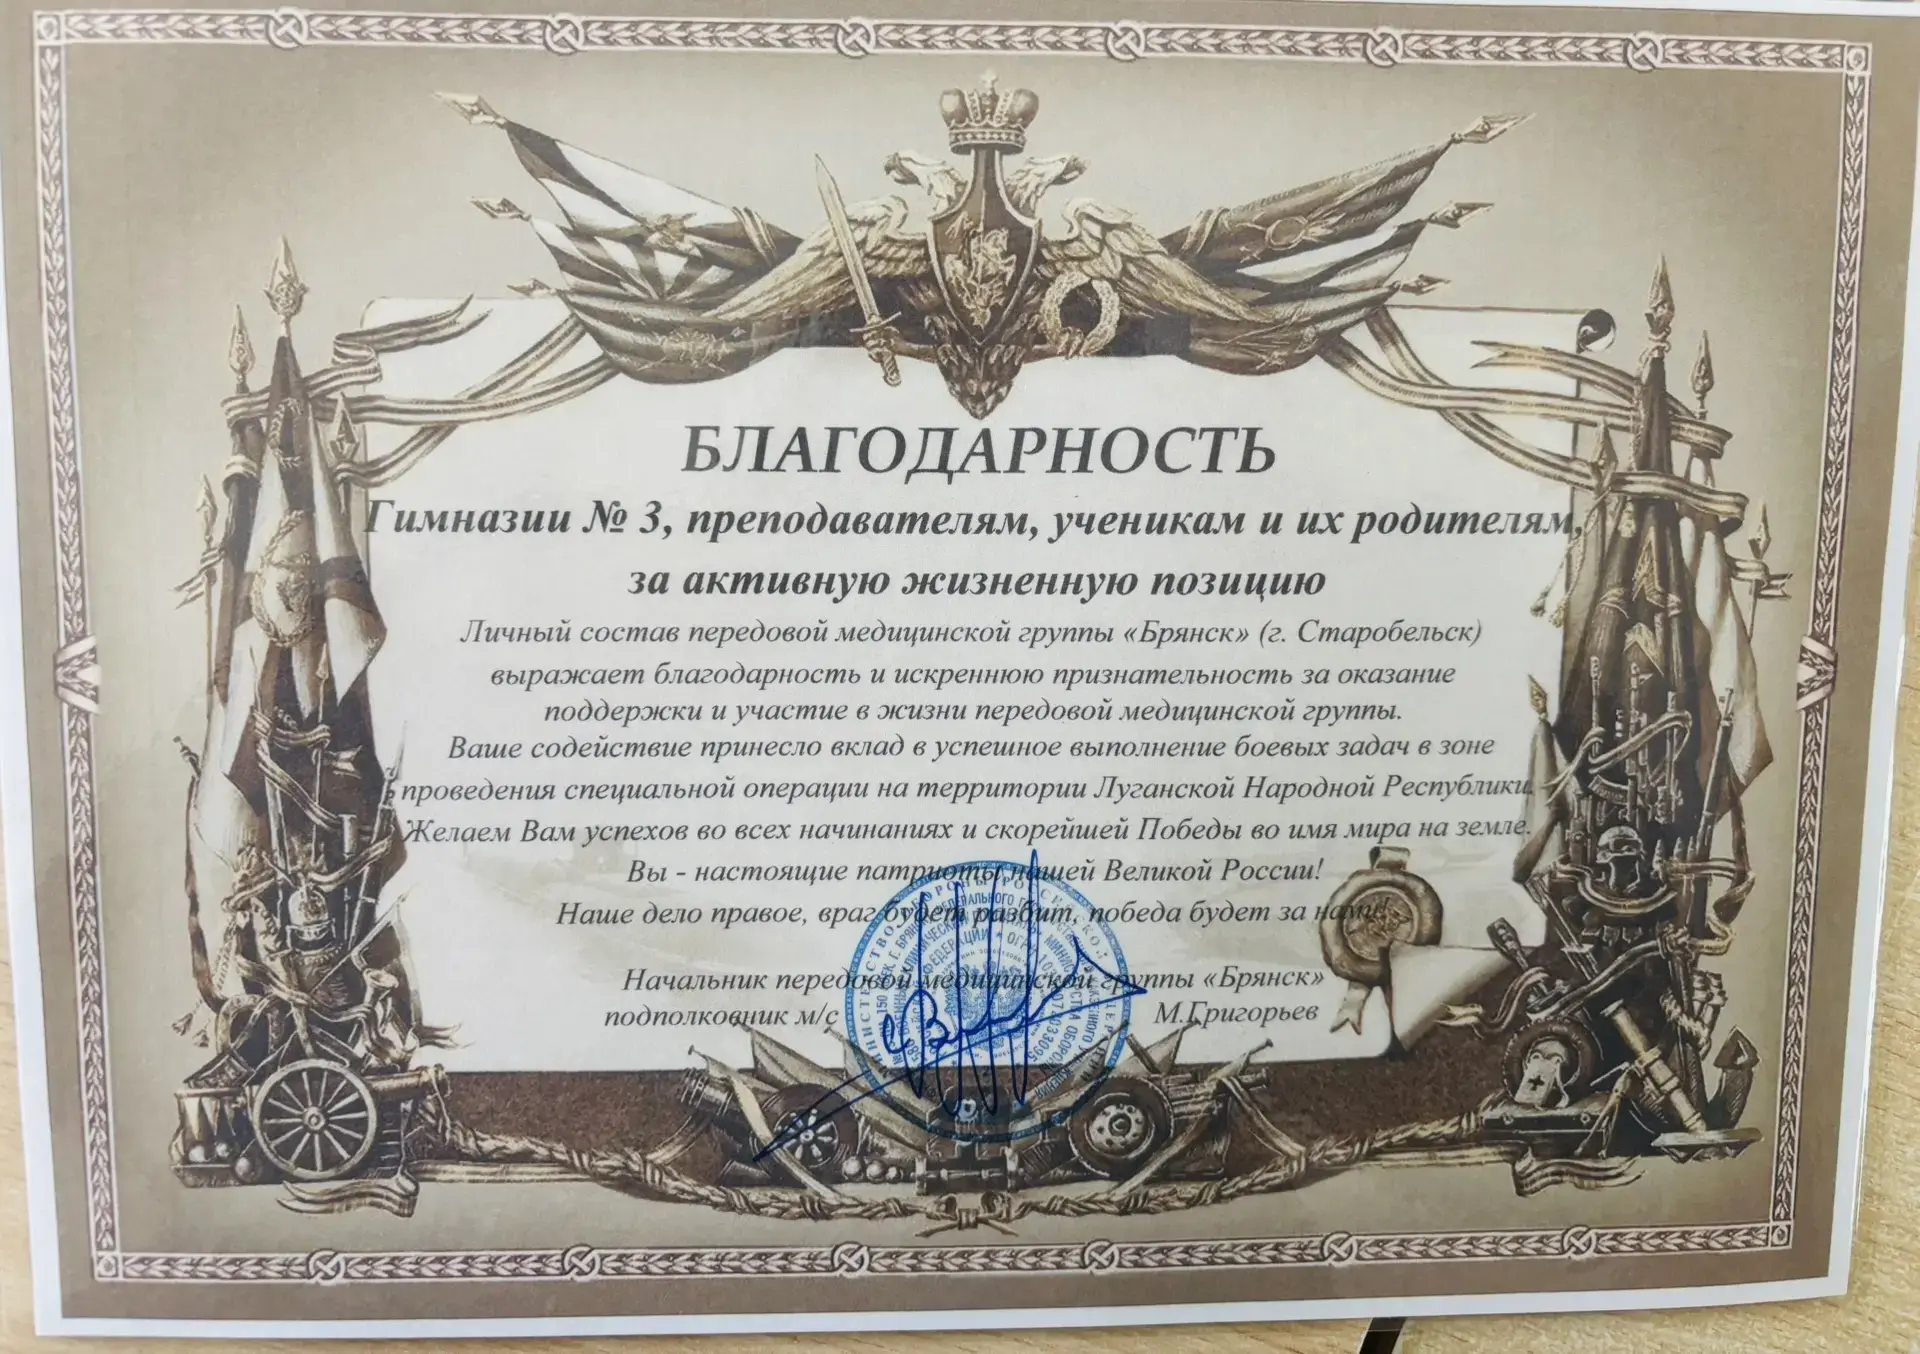 БЛАГОДАРНОСТЬ
Гимназии № 3, преподавателям, ученикам и их родителям,
за активную жизненную позицию
Личный состав передовой медицинской группы «Брянск» (г. Старобельск)
выражает благодарность и искреннюю признательность за оказание
поддержки и участие в жизни передовой медицинской группы.
Ваше содействие принесло вклад в успешное выполнение боевых задач в зоне
проведения специальной операции на территории Луганской Народной Республики.
Желаем Вам успехов во всех начинаниях и скорейшей Победы во имя мира на земле.
Вы - настоящие патриоты нашей Великой России!
Наше дело правое, враг будет разбит, победа будет за нами!
Начальник передовой медицинской группы «Брянск»
подполковник м/с М.Григорьев